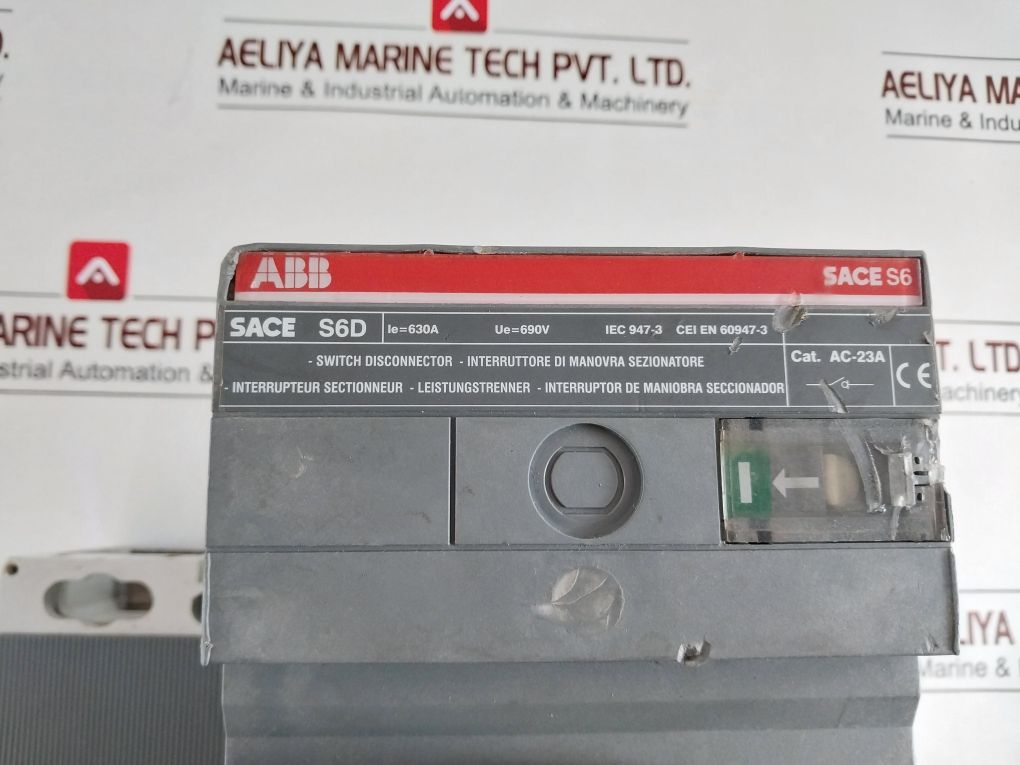 AELIYA MARINE TECH PVT. LTD.
Marine & Industrial Automation & Machinery
AELIYA MA
Marine & Indu
ARINE TECH P
strial Automation &
LTD.
achinery
ABB
SACE S6
SACE S6D Ie=630A Ue=690V IEC 947-3 CEI EN 60947-3
- SWITCH DISCONNECTOR - INTERRUTTORE DI MANOVRA SEZIONATORE
- INTERRUPTEUR SECTIONNEUR - LEISTUNGSTRENNER - INTERRUPTOR DE MANIOBRA SECCIONADOR
Cat. AC-23A
CE
I
LIYA
Marine &